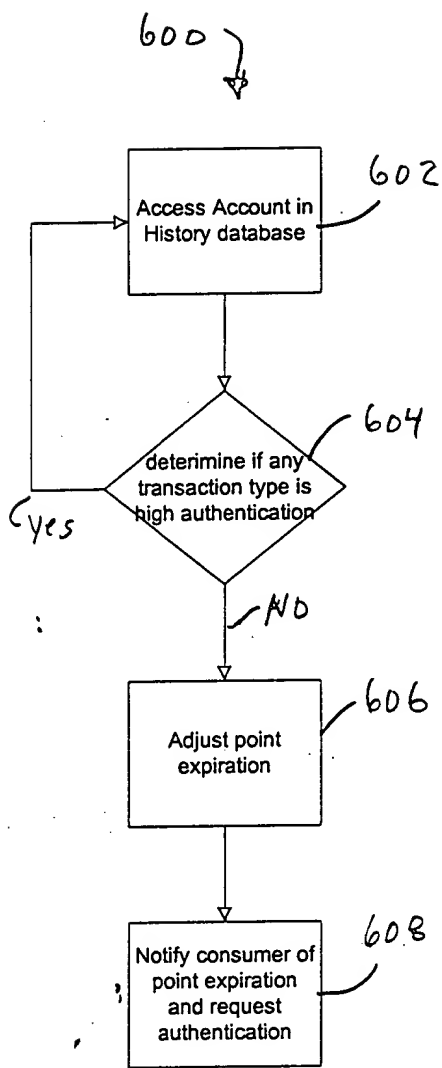 600
Access Account in
History database
602
deterimine if any
transaction type is
high authentication
604
yes
NO
Adjust point
expiration
606
Notify consumer of
point expiration
and request
authentication
608